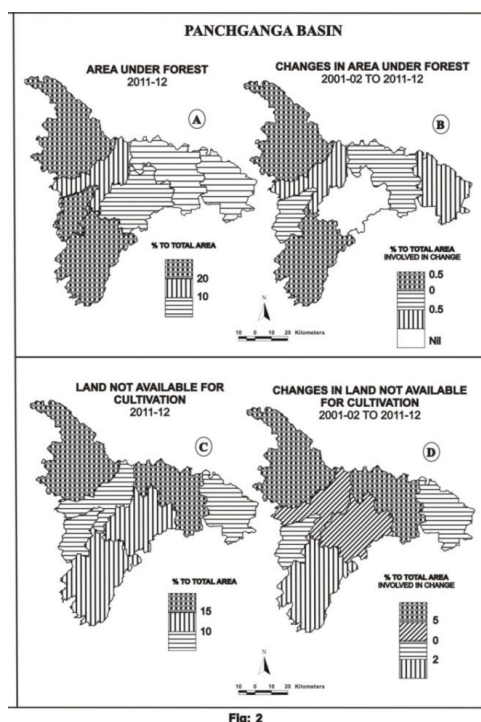 PANCHGANGA BASIN
AREA UNDER FOREST
2011-12
A
% TO TOTAL AREA
20
10
CHANGES IN AREA UNDER FOREST
2001-02 TO 2011-12
B
% TO TOTAL AREA
INVOLVED IN CHANGE
0.5
0
0.5
Nil
N
10 0 10 20 Kilometers
LAND NOT AVAILABLE FOR
CULTIVATION
2011-12
C
% TO TOTAL AREA
15
10
CHANGES IN LAND NOT AVAILABLE
FOR CULTIVATION
2001-02 TO 2011-12
D
% TO TOTAL AREA
INVOLVED IN CHANGE
5
0
2
N
10 0 10 20 Kilometers
Fig: 2